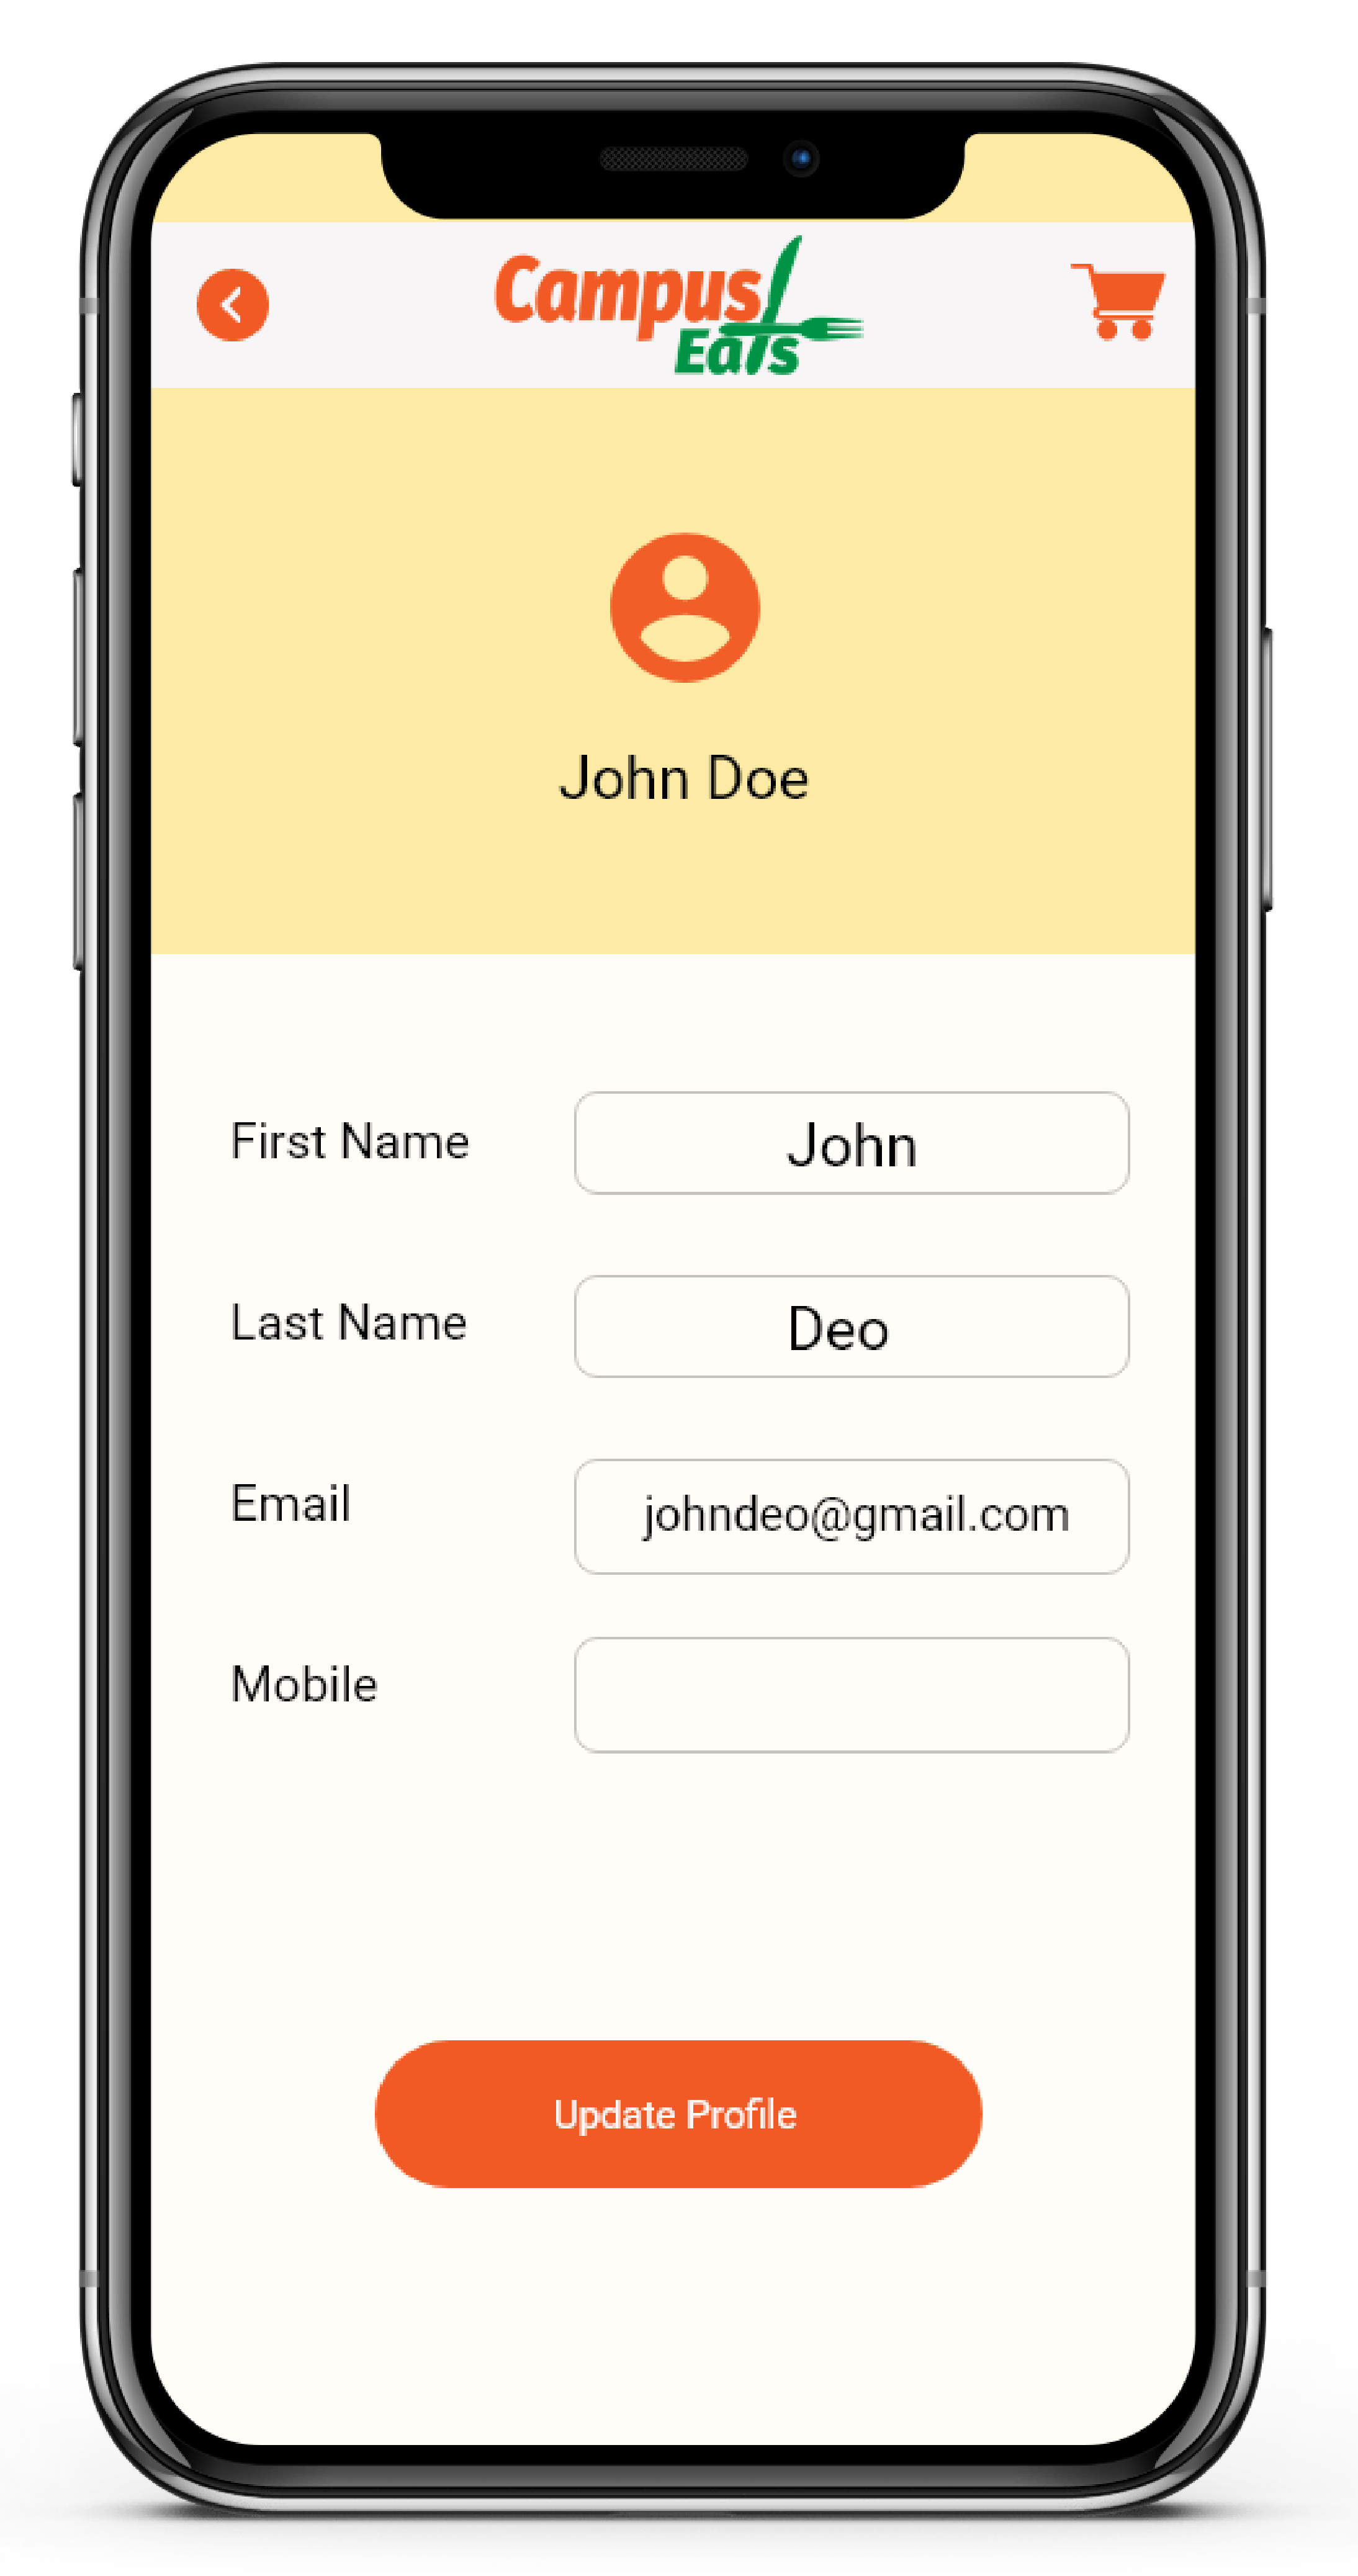 Campus
Eats
John Doe
First Name
John
Last Name
Deo
Email
johndeo@gmail.com
Mobile
Update Profile